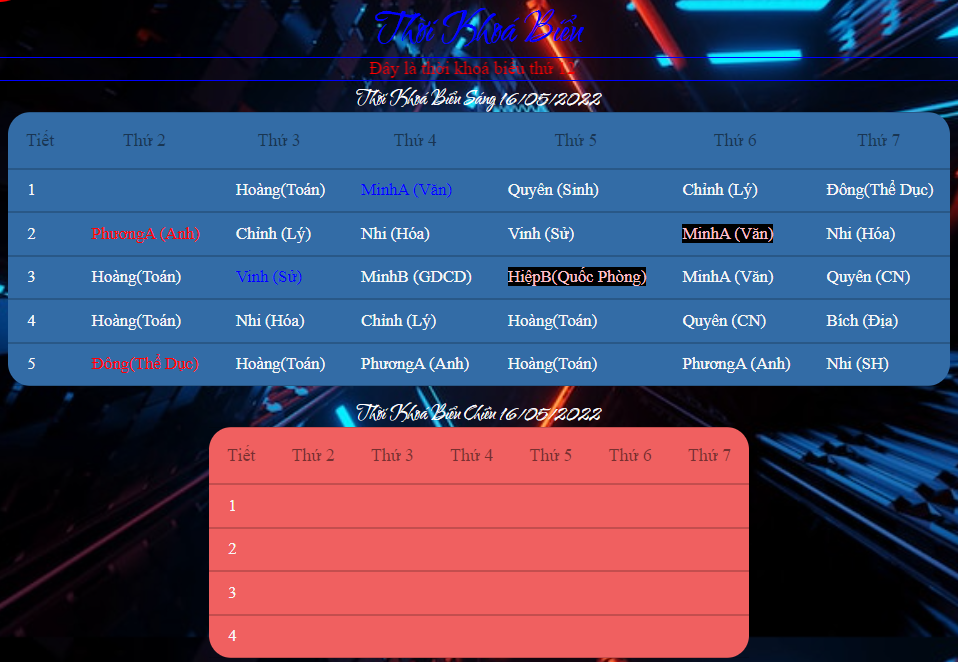 Thời Khoá Biểu
Đây là thời khoá biểu thứ
Thời Khoá Biểu Sáng 16/05/2022
Tiết Thứ 2 Thứ 3 Thứ 4 Thứ 5 Thứ 6 Thứ 7
1 Hoàng(Toán) MinhA (Văn) Quyên (Sinh) Chỉnh (Lý) Đông(Thể Dục)
2 PhươngA (Anh) Chỉnh (Lý) Nhi (Hóa) Vinh (Sử) MinhA (Văn) Nhi (Hóa)
3 Hoàng(Toán) Vinh (Sử) MinhB (GDCD) HiệpB(Quốc Phòng) MinhA (Văn) Quyên (CN)
4 Hoàng(Toán) Nhi (Hóa) Chỉnh (Lý) Hoàng(Toán) Quyên (CN) Bích (Địa)
5 Đông(Thể Dục) Hoàng(Toán) PhươngA (Anh) Hoàng(Toán) PhươngA (Anh) Nhi (SH)
Thời Khoá Biểu Chiều 16/05/2022
Tiết Thứ 2 Thứ 3 Thứ 4 Thứ 5 Thứ 6 Thứ 7
1
2
3
4